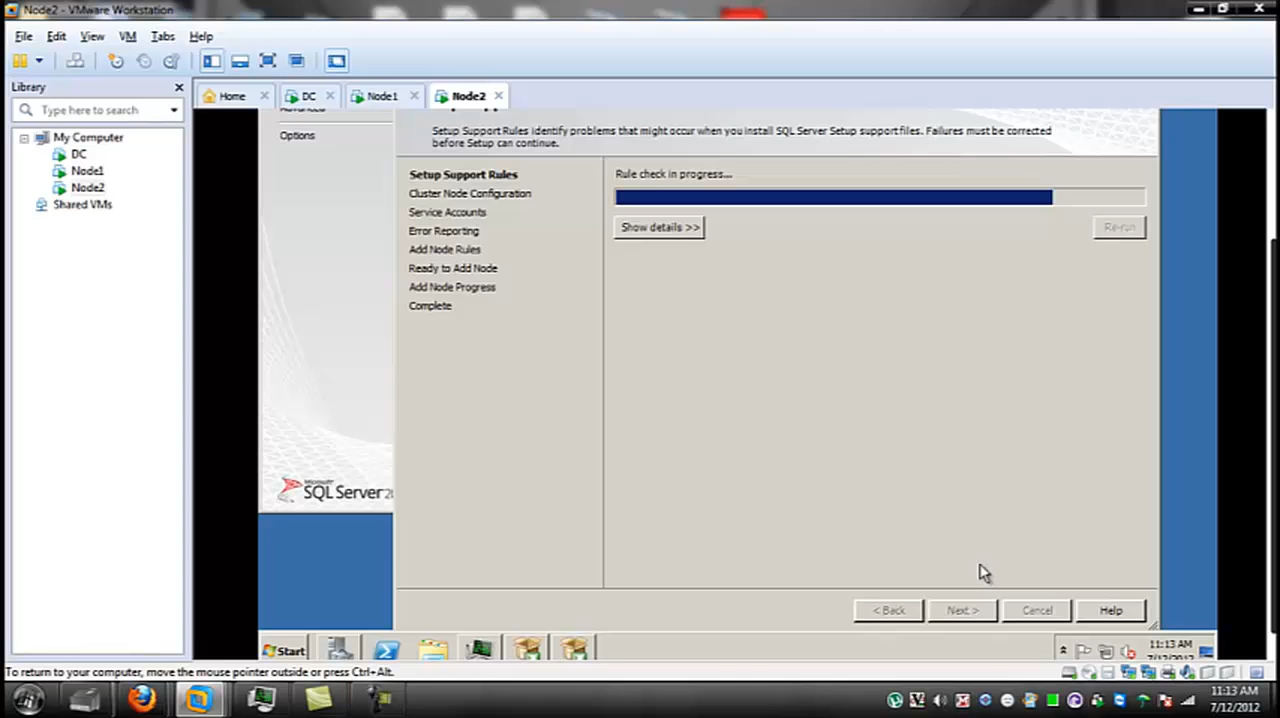 Node2 - VMware Workstation
File Edit View VM Tabs Help
Library
Type here to search
My Computer
DC
Node1
Node2
Shared VMs
Home DC Node1 Node2
Options
Setup Support Rules identify problems that might occur when you install SQL Server Setup support files. Failures must be corrected
before Setup can continue.
Setup Support Rules
Cluster Node Configuration
Service Accounts
Error Reporting
Add Node Rules
Ready to Add Node
Add Node Progress
Complete
Rule check in progress...
Show details >>
Re-run
Microsoft
SQL Server
< Back Next > Cancel Help
Start
11:13 AM
7/12/2012
To return to your computer, move the mouse pointer outside or press Ctrl+Alt.
11:13 AM
7/12/2012